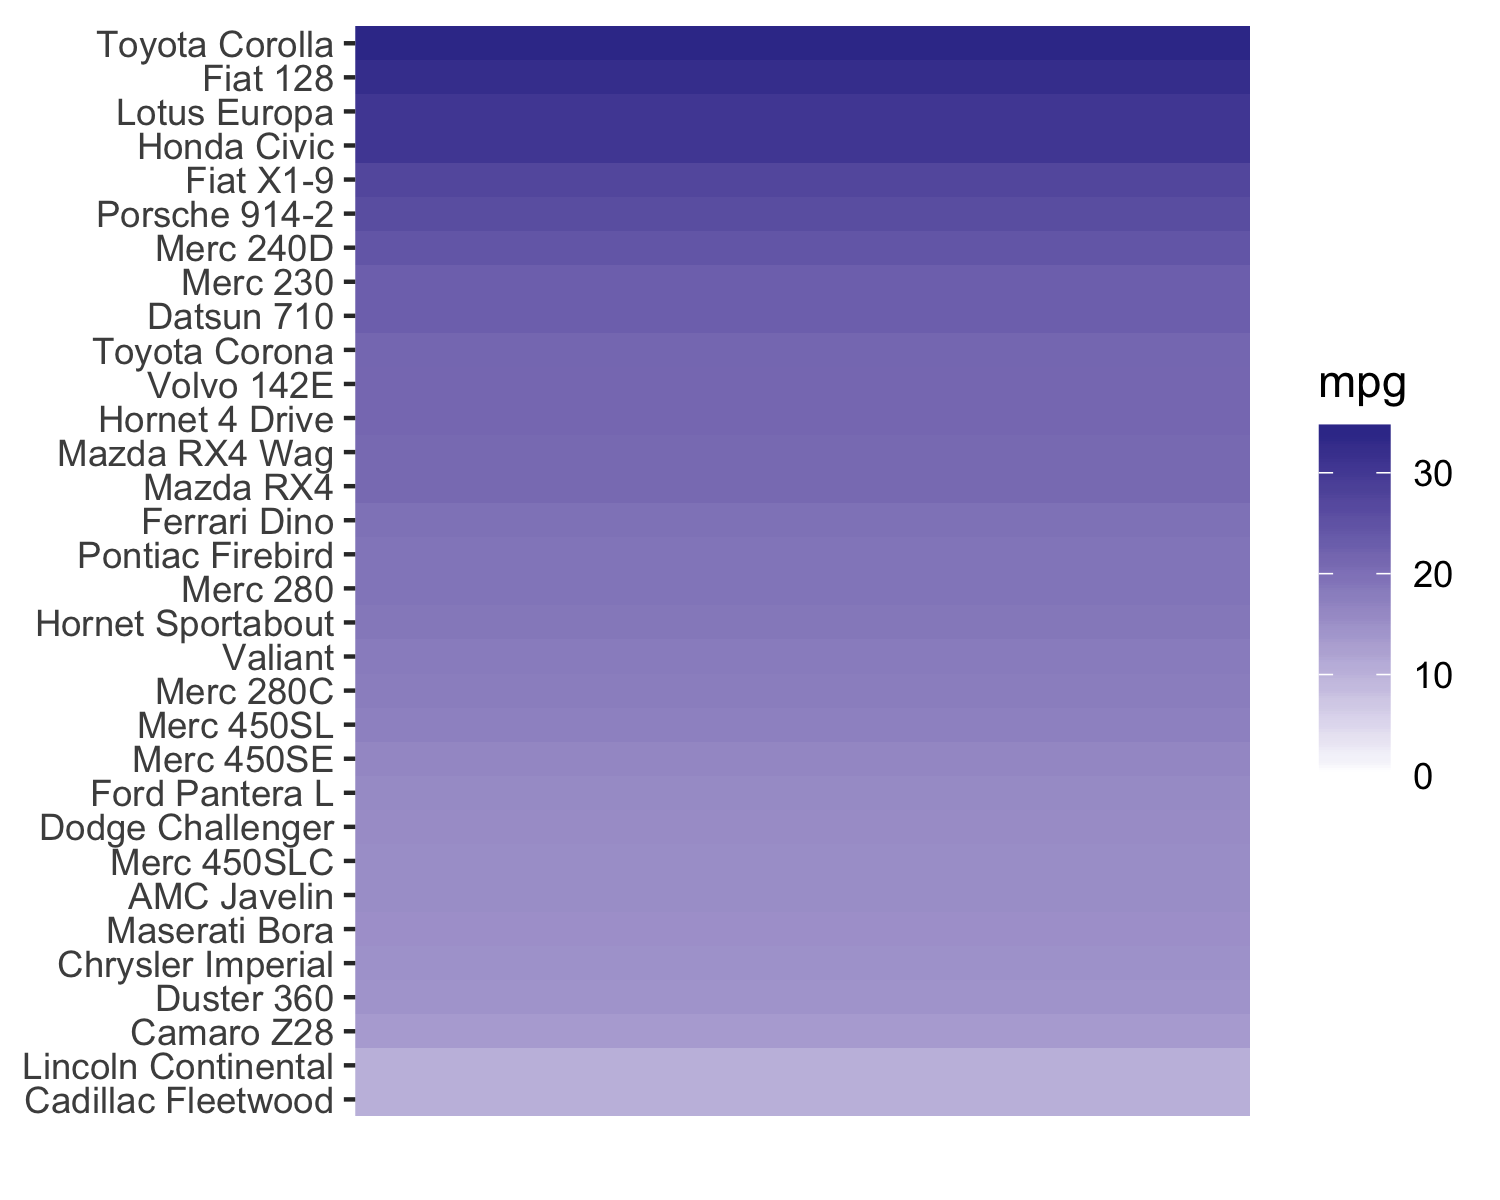 Toyota Corolla
Fiat 128
Lotus Europa
Honda Civic
Fiat X1-9
Porsche 914-2
Merc 240D
Merc 230
Datsun 710
Toyota Corona
Volvo 142E
Hornet 4 Drive
Mazda RX4 Wag
Mazda RX4
Ferrari Dino
Pontiac Firebird
Merc 280
Hornet Sportabout
Valiant
Merc 280C
Merc 450SL
Merc 450SE
Ford Pantera L
Dodge Challenger
Merc 450SLC
AMC Javelin
Maserati Bora
Chrysler Imperial
Duster 360
Camaro Z28
Lincoln Continental
Cadillac Fleetwood
mpg
30
20
10
0